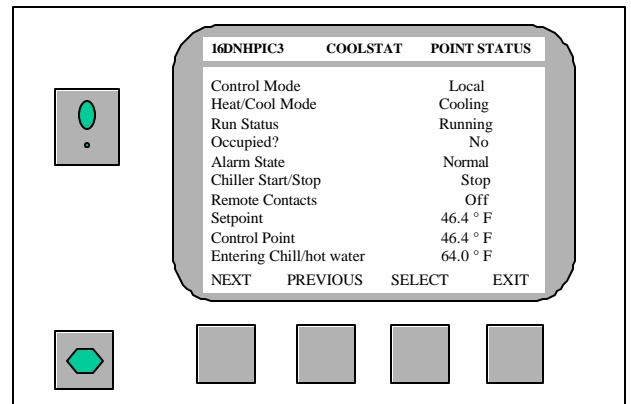 16DNHPIC3 COOLSTAT POINT STATUS
Control Mode Local
Heat/Cool Mode Cooling
Run Status Running
Occupied? No
Alarm State Normal
Chiller Start/Stop Stop
Remote Contacts Off
Setpoint 46.4 ° F
Control Point 46.4 ° F
Entering Chill/hot water 64.0 ° F
NEXT PREVIOUS SELECT EXIT